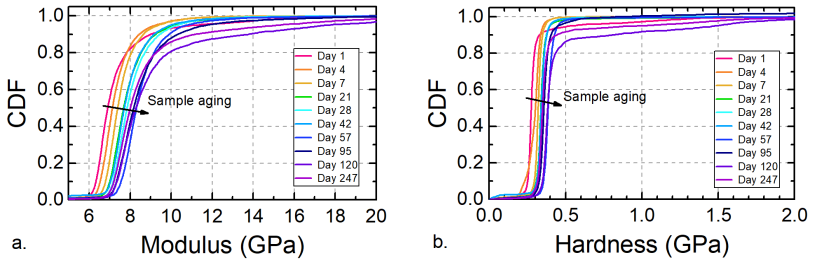 1.0
0.8
0.6
0.4
0.2
0.0
CDF
Day 1
Day 4
Day 7
Day 21
Day 28
Day 42
Day 57
Day 95
Day 120
Day 247
Sample aging
6 8 10 12 14 16 18 20
Modulus (GPa)
a.
1.0
0.8
0.6
0.4
0.2
0.0
CDF
Day 1
Day 4
Day 7
Day 21
Day 28
Day 42
Day 57
Day 95
Day 120
Day 247
Sample aging
0.0 0.5 1.0 1.5 2.0
Hardness (GPa)
b.